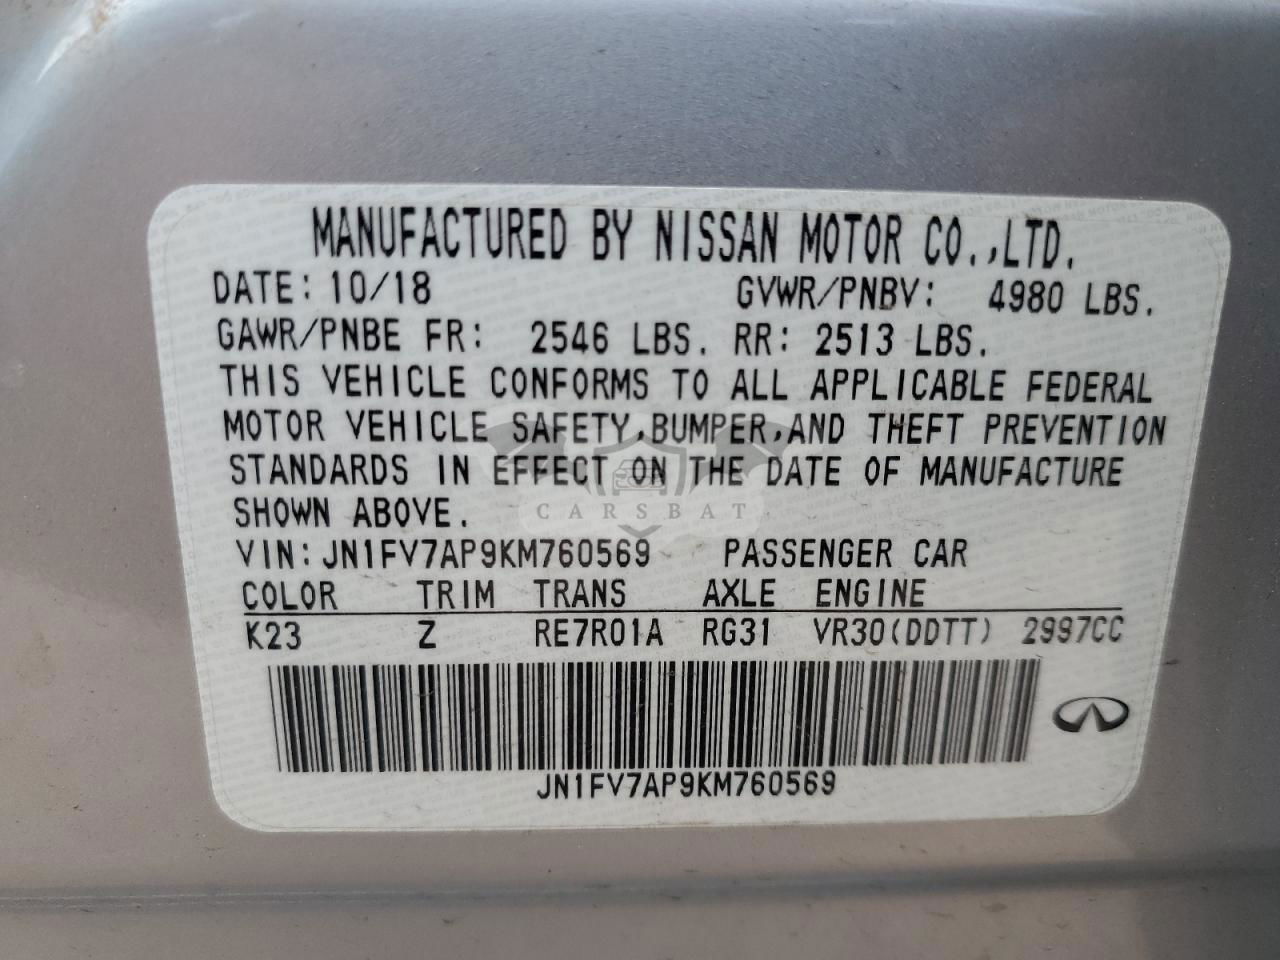 MANUFACTURED BY NISSAN MOTOR CO.,LTD.
DATE: 10/18 GVWR/PNBV: 4980 LBS.
GAWR/PNBE FR: 2546 LBS. RR: 2513 LBS.
THIS VEHICLE CONFORMS TO ALL APPLICABLE FEDERAL
MOTOR VEHICLE SAFETY,BUMPER,AND THEFT PREVENTION
STANDARDS IN EFFECT ON THE DATE OF MANUFACTURE
SHOWN ABOVE.
CARSBAT
VIN:JN1FV7AP9KM760569 PASSENGER CAR
COLOR TRIM TRANS AXLE ENGINE
K23 Z RE7R01A RG31 VR30(DDTT) 2997CC
JN1FV7AP9KM760569